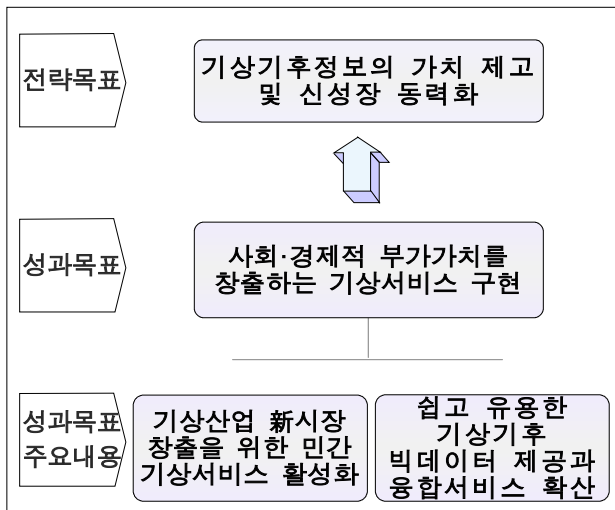 전략목표
기상기후정보의 가치 제고
및 신성장 동력화
성과목표
사회·경제적 부가가치를
창출하는 기상서비스 구현
성과목표
주요내용
기상산업 新시장
창출을 위한 민간
기상서비스 활성화
쉽고 유용한
기상기후
빅데이터 제공과
융합서비스 확산